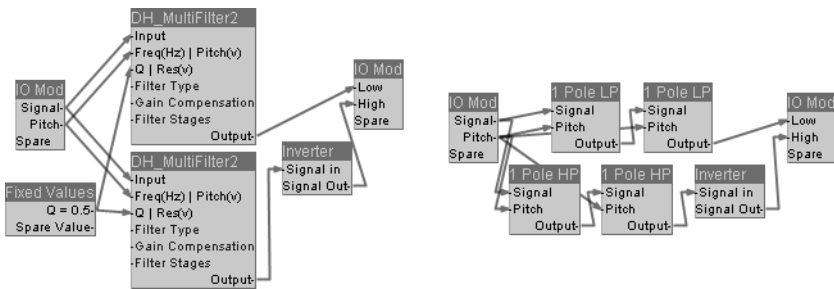 DH_MultiFilter2
Input
Freq(Hz) | Pitch(v)
Q | Res(v)
Filter Type
Gain Compensation
Filter Stages
Output
IO Mod
Signal
Pitch
Spare
IO Mod
Low
High
Spare
DH_MultiFilter2
Input
Freq(Hz) | Pitch(v)
Q | Res(v)
Filter Type
Gain Compensation
Filter Stages
Output
Inverter
Signal in
Signal Out
Fixed Values
Q = 0.5
Spare Value
IO Mod
Signal
Pitch
Spare
1 Pole LP
Signal
Pitch
Output
1 Pole LP
Signal
Pitch
Output
IO Mod
Low
High
Spare
1 Pole HP
Signal
Pitch
Output
1 Pole HP
Signal
Pitch
Output
Inverter
Signal in
Signal Out